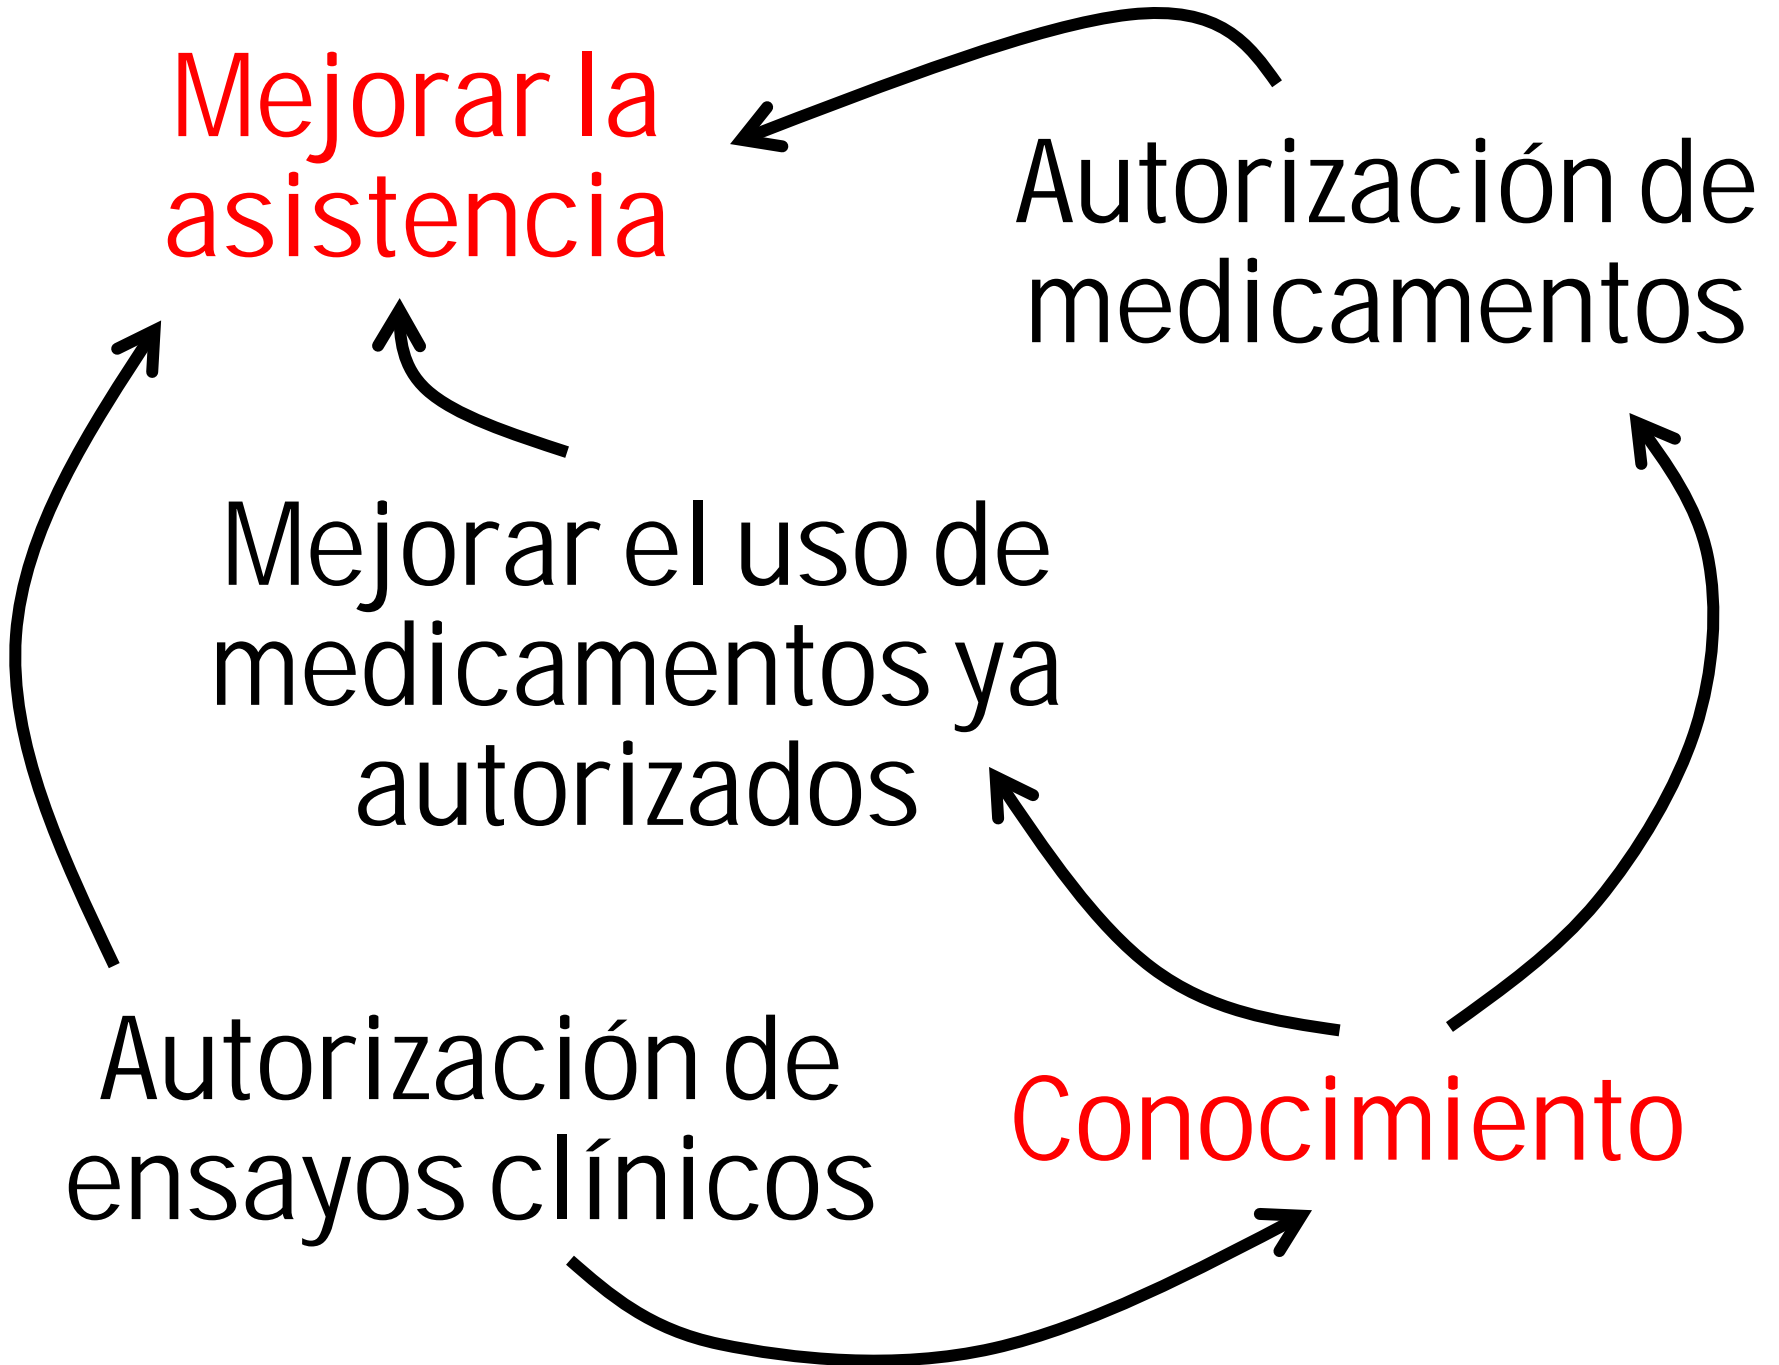 Mejorar la
asistencia
Autorización de
medicamentos
Mejorar el uso de
medicamentos ya
autorizados
Autorización de
ensayos clínicos
Conocimiento